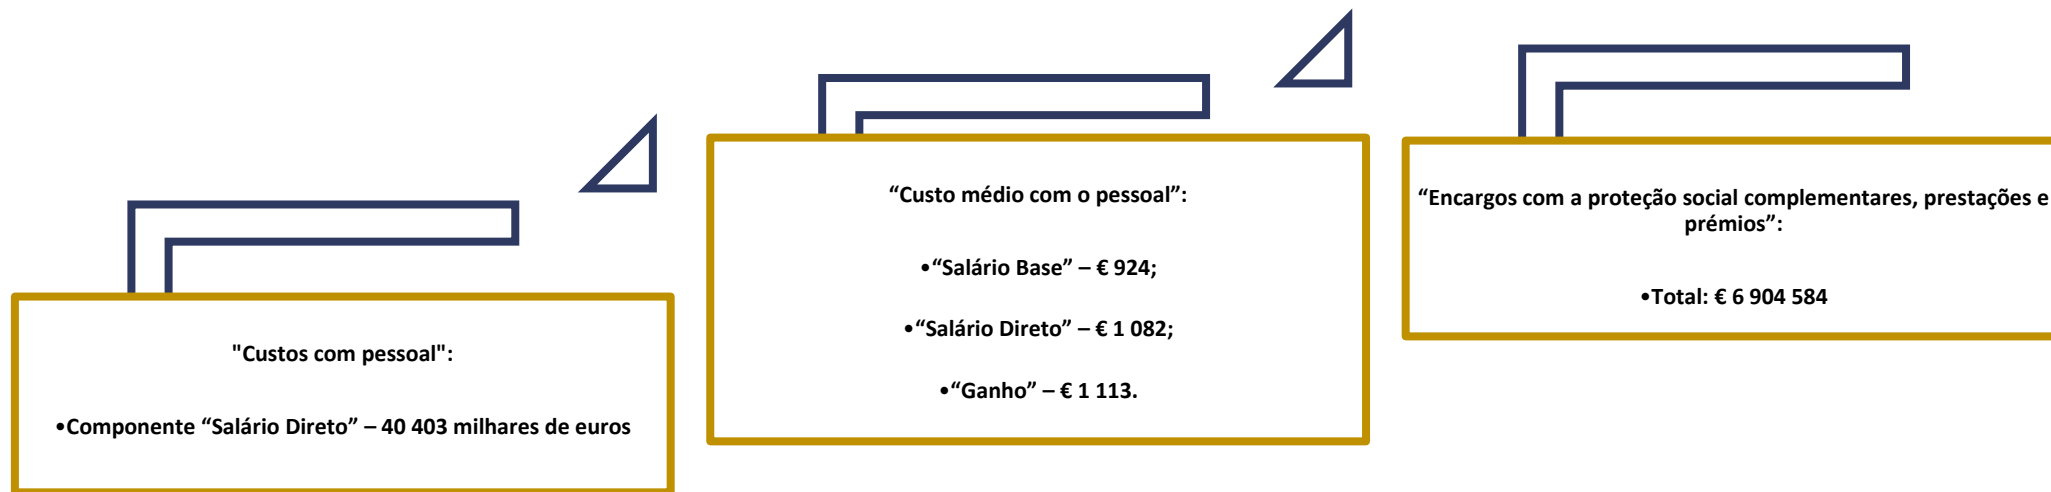 "Custos com pessoal":
•Componente “Salário Direto” – 40 403 milhares de euros
“Custo médio com o pessoal”:
•“Salário Base” – € 924;
•“Salário Direto” – € 1 082;
•“Ganho” – € 1 113.
“Encargos com a proteção social complementares, prestações e
prémios”:
•Total: € 6 904 584